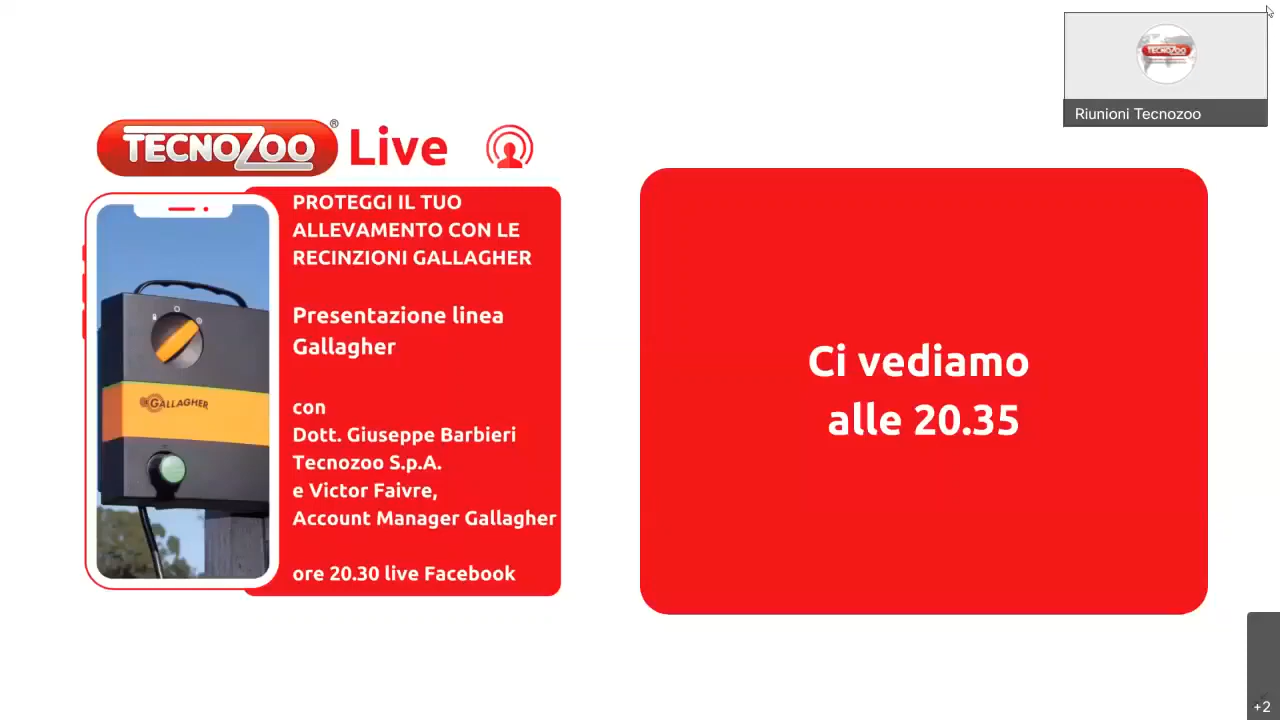 TECNOZOO
Riunioni Tecnozoo
TECNOZOO® Live
PROTEGGI IL TUO
ALLEVAMENTO CON LE
RECINZIONI GALLAGHER
Presentazione linea
Gallagher
con
Dott. Giuseppe Barbieri
Tecnozoo S.p.A.
e Victor Faivre,
Account Manager Gallagher
ore 20.30 live Facebook
GALLAGHER
Ci vediamo
alle 20.35
+2